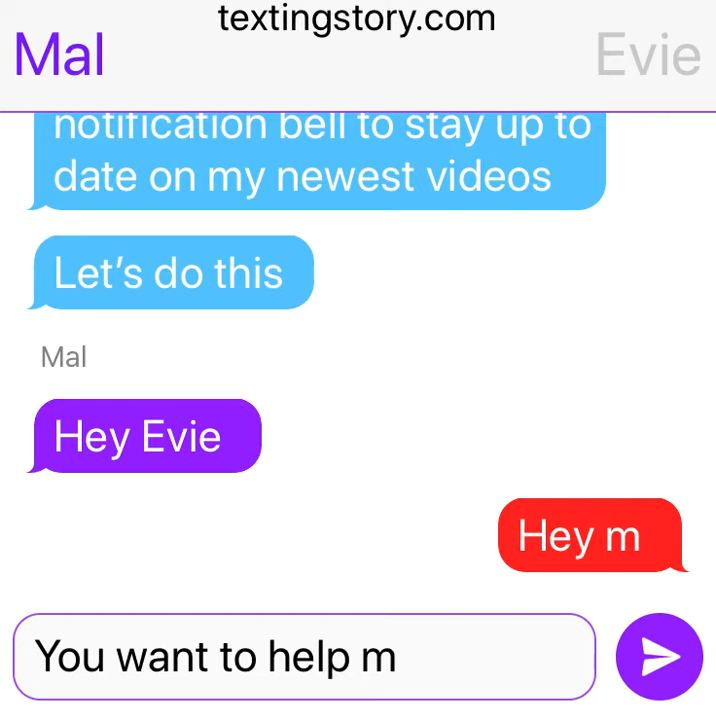 textingstory.com
Mal
Evie
notification bell to stay up to
date on my newest videos
Let’s do this
Mal
Hey Evie
Hey m
You want to help m